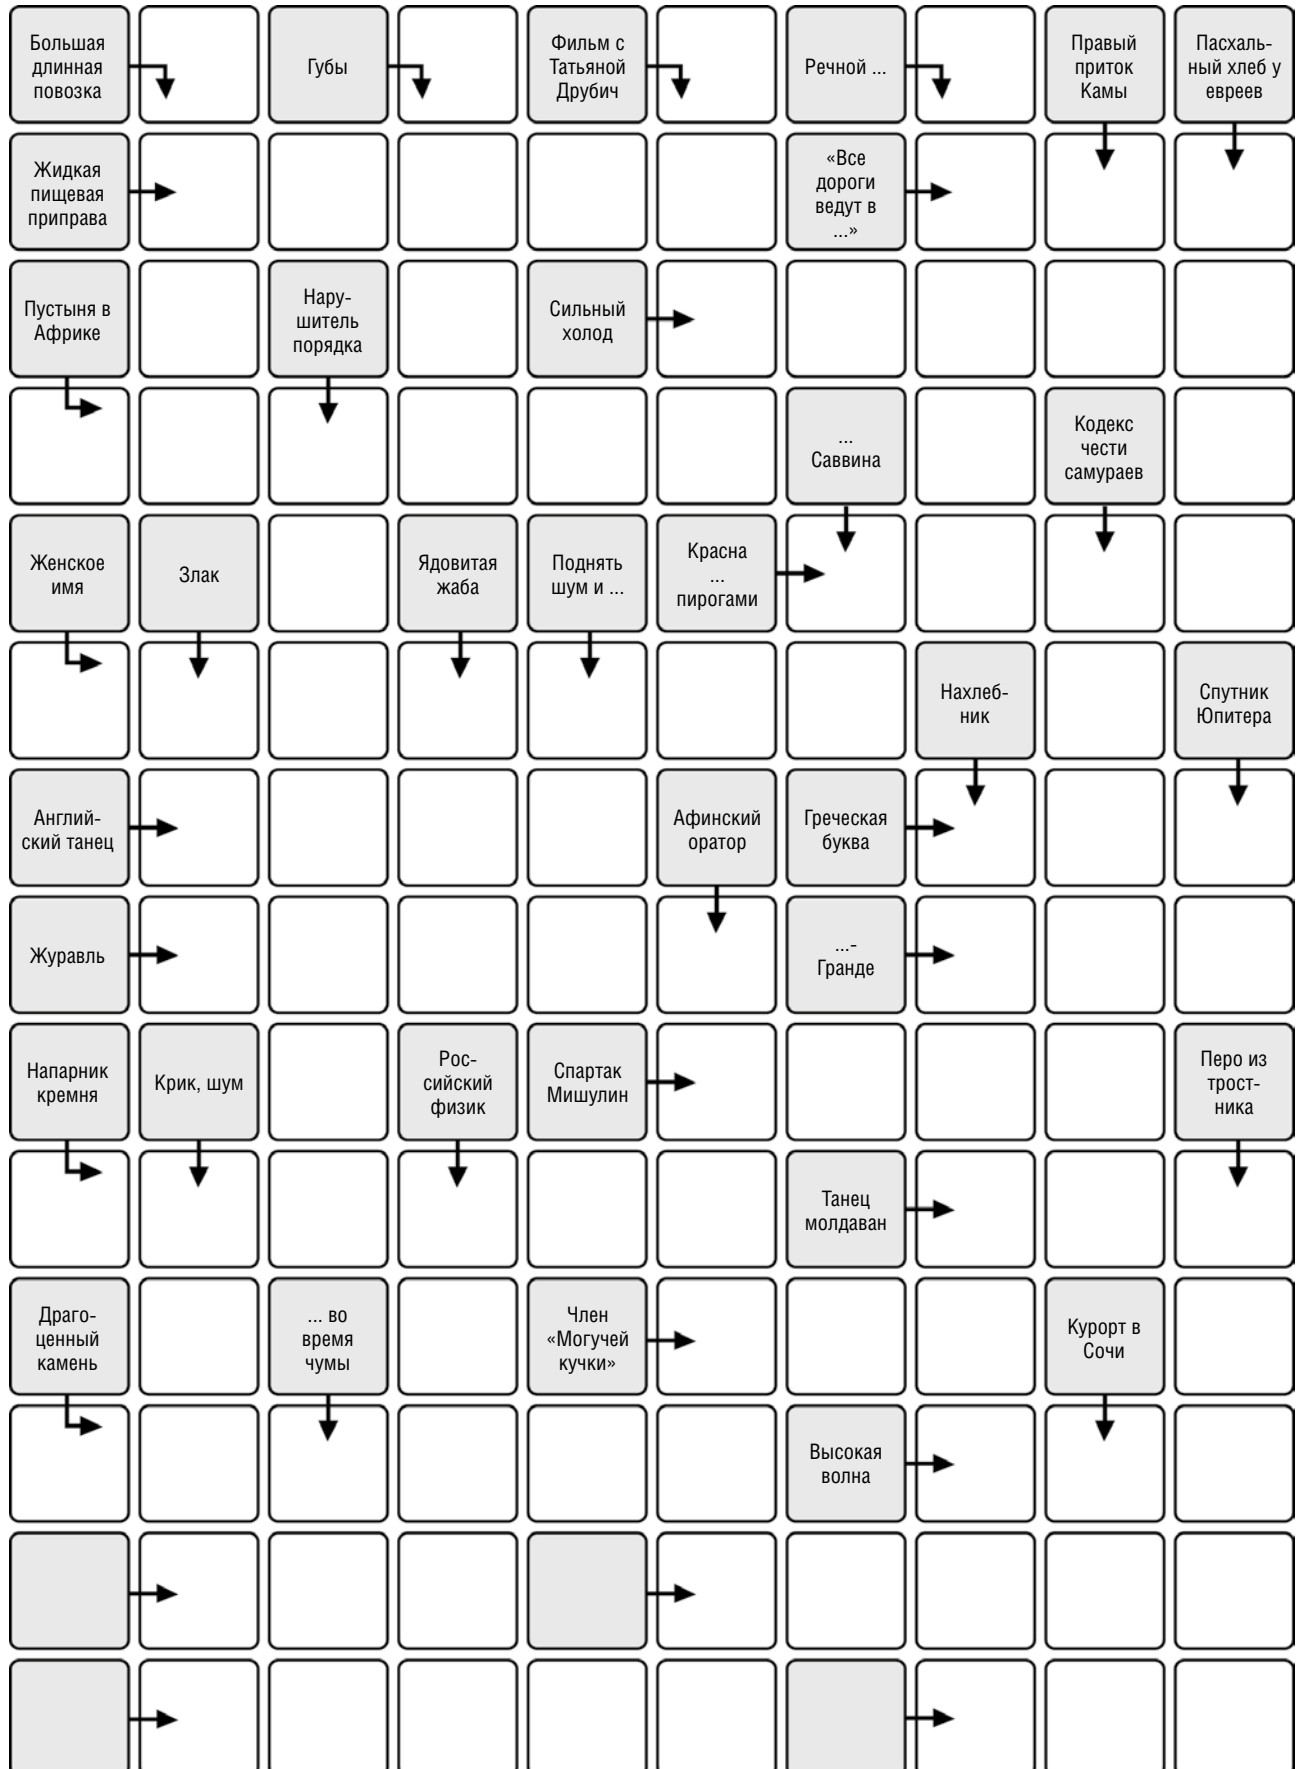 Большая
длинная
повозка
Губы
Фильм с
Татьяной
Друбич
Речной ...
Правый
приток
Камы
Пасхаль-
ный хлеб у
евреев
Жидкая
пищевая
приправа
«Все
дороги
ведут в
...»
Пустыня в
Африке
Нару-
шитель
порядка
Сильный
холод
...
Саввина
Кодекс
чести
самураев
Женское
имя
Злак
Ядовитая
жаба
Поднять
шум и ...
Красна
...
пирогами
Нахлеб-
ник
Спутник
Юпитера
Англий-
ский танец
Афинский
оратор
Греческая
буква
Журавль
...-
Гранде
Напарник
кремня
Крик, шум
Рос-
сийский
физик
Спартак
Мишулин
Перо из
трост-
ника
Танец
молдаван
Драго-
ценный
камень
... во
время
чумы
Член
«Могучей
кучки»
Курорт в
Сочи
Высокая
волна